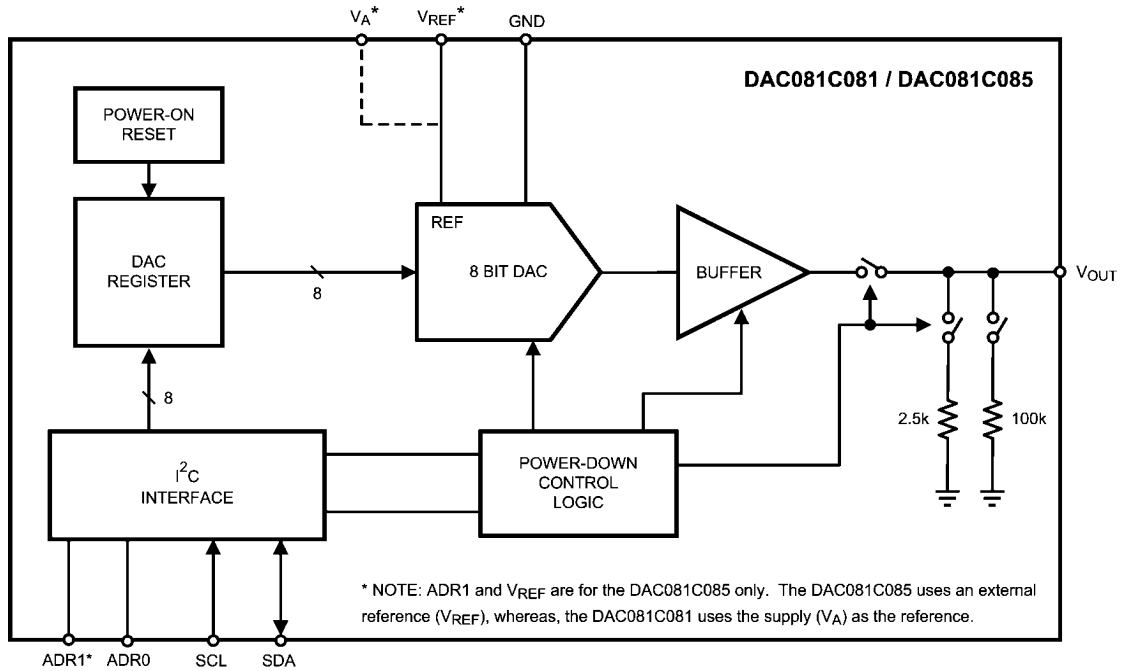 VA*
VREF*
GND
DAC081C081 / DAC081C085
POWER-ON
RESET
DAC
REGISTER
8
REF
8 BIT DAC
BUFFER
VOUT
8
2.5k
100k
I2C
INTERFACE
POWER-DOWN
CONTROL
LOGIC
* NOTE: ADR1 and VREF are for the DAC081C085 only. The DAC081C085 uses an external
reference (VREF), whereas, the DAC081C081 uses the supply (VA) as the reference.
ADR1*
ADR0
SCL
SDA